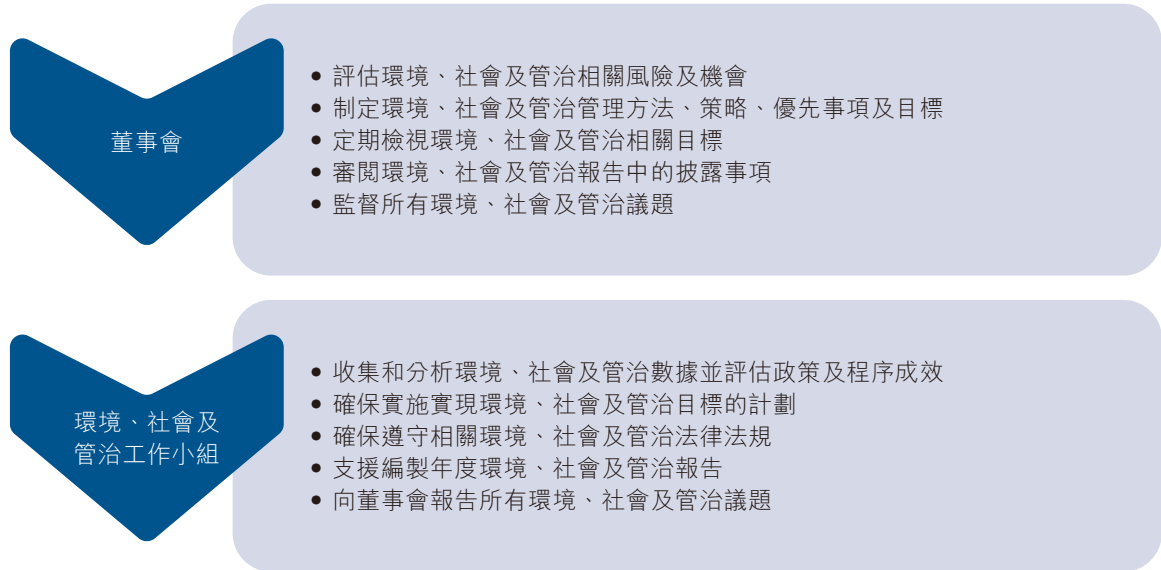 董事會
• 評估環境、社會及管治相關風險及機會
• 制定環境、社會及管治管理方法、策略、優先事項及目標
• 定期檢視環境、社會及管治相關目標
• 審閱環境、社會及管治報告中的披露事項
• 監督所有環境、社會及管治議題
環境、社會及
管治工作小組
• 收集和分析環境、社會及管治數據並評估政策及程序成效
• 確保實施實現環境、社會及管治目標的計劃
• 確保遵守相關環境、社會及管治法律法規
• 支援編製年度環境、社會及管治報告
• 向董事會報告所有環境、社會及管治議題